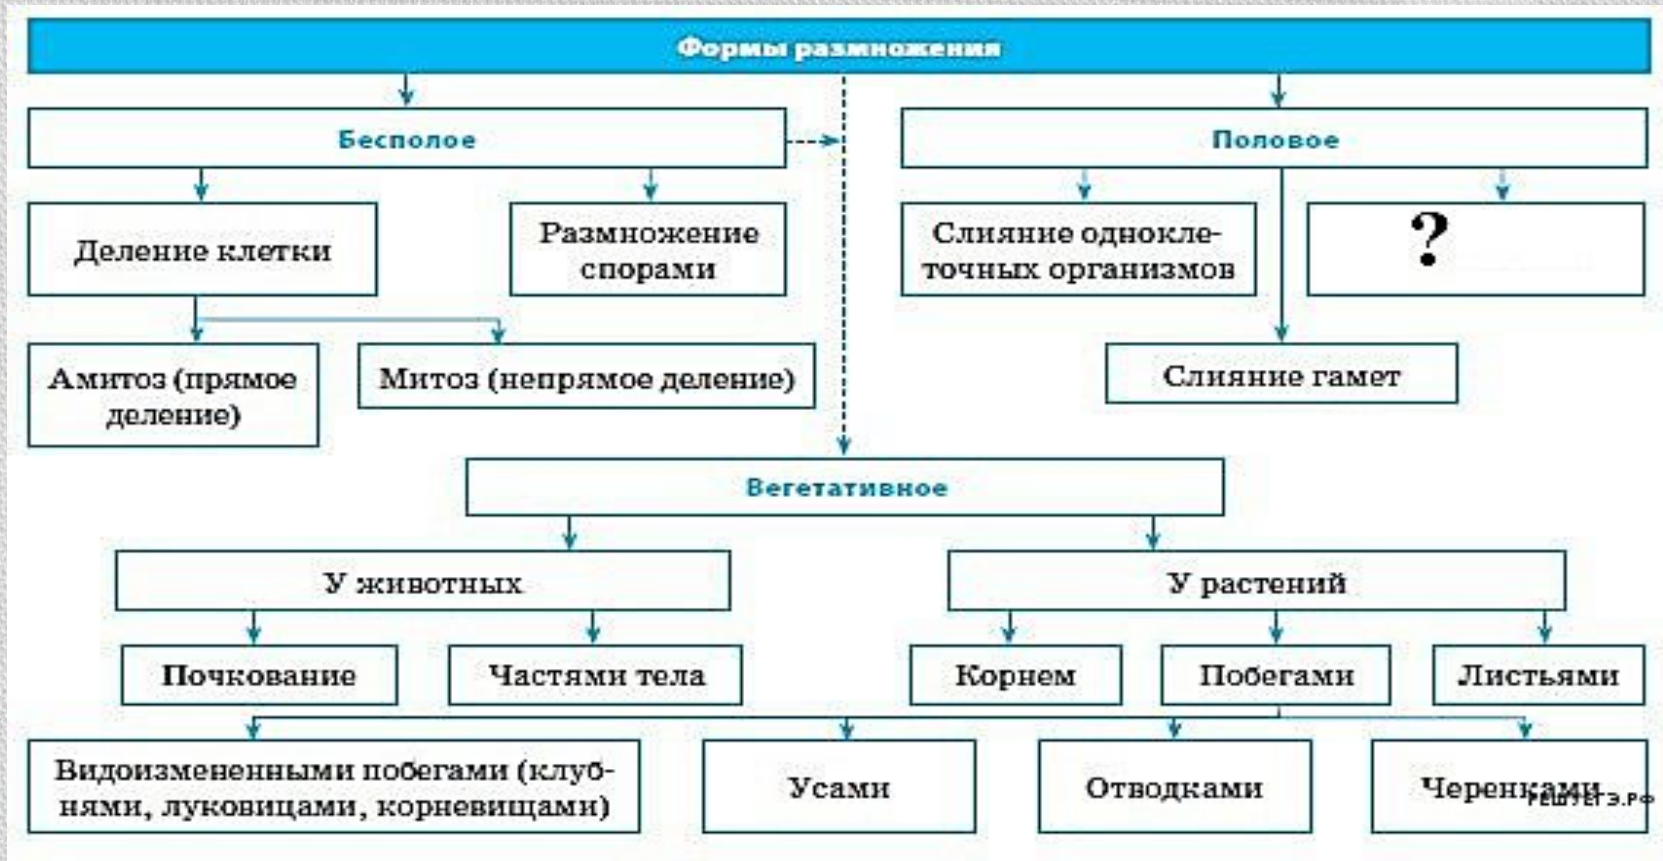 Формы размножения
Бесполое
Половое
Деление клетки
Размножение
спорами
Слияние однокле-
точных организмов
?
Амитоз (прямое
деление)
Митоз (непрямое деление)
Слияние гамет
Вегетативное
У животных
У растений
Почкование
Частями тела
Корнем
Побегами
Листьями
Видоизмененными побегами (клуб-
нями, луковицами, корневищами)
Усами
Отводками
Черенками
РЕШУЕГЭ.РФ